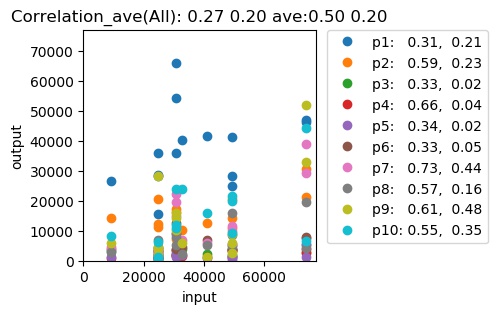 Correlation_ave(All): 0.27 0.20 ave:0.50 0.20
70000
60000
50000
40000
30000
20000
10000
0
output
0 20000 40000 60000
input
p1: 0.31, 0.21
p2: 0.59, 0.23
p3: 0.33, 0.02
p4: 0.66, 0.04
p5: 0.34, 0.02
p6: 0.33, 0.05
p7: 0.73, 0.44
p8: 0.57, 0.16
p9: 0.61, 0.48
p10: 0.55, 0.35